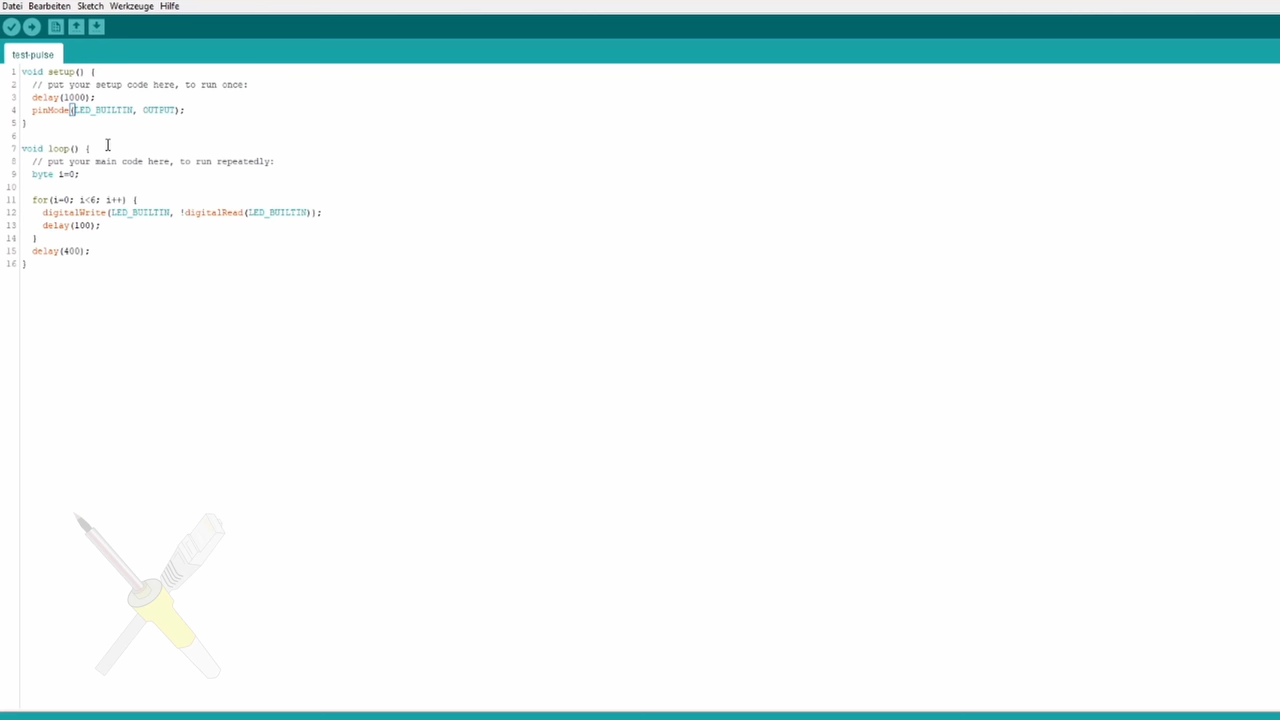 Datei Bearbeiten Sketch Werkzeuge Hilfe
test-pulse
1 void setup() {
2 // put your setup code here, to run once:
3 delay(1000);
4 pinMode(LED_BUILTIN, OUTPUT);
5 }
6
7 void loop() {
8 // put your main code here, to run repeatedly:
9 byte i=0;
10
11 for(i=0; i<6; i++) {
12 digitalWrite(LED_BUILTIN, !digitalRead(LED_BUILTIN));
13 delay(100);
14 }
15 delay(400);
16 }